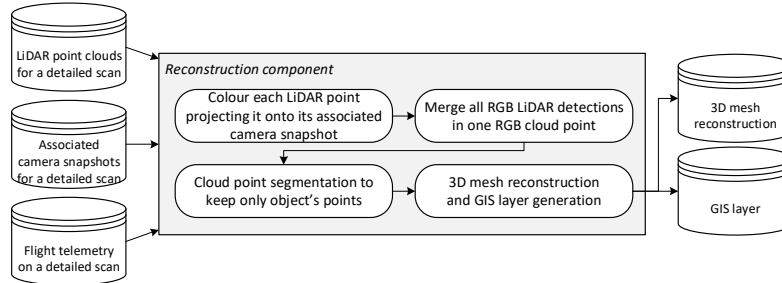 LiDAR point clouds
for a detailed scan
Associated
camera snapshots
for a detailed scan
Flight telemetry
on a detailed scan
Reconstruction component
Colour each LiDAR point
projecting it onto its associated
camera snapshot
Merge all RGB LiDAR detections
in one RGB cloud point
Cloud point segmentation to
keep only object's points
3D mesh reconstruction
and GIS layer generation
3D mesh
reconstruction
GIS layer